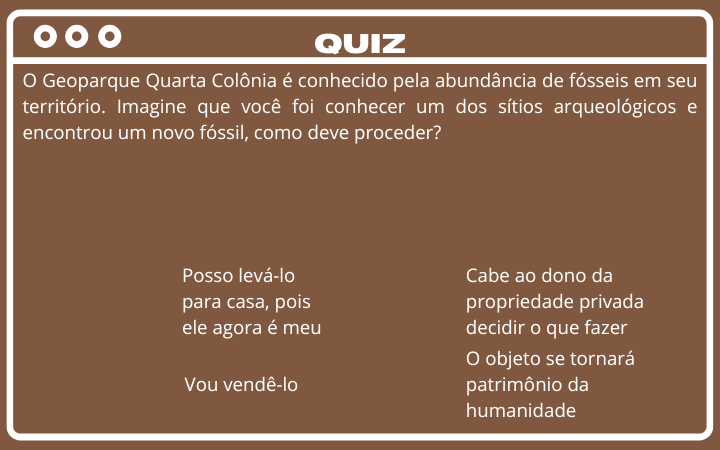 QUIZ
O Geoparque Quarta Colônia é conhecido pela abundância de fósseis em seu
território. Imagine que você foi conhecer um dos sítios arqueológicos e
encontrou um novo fóssil, como deve proceder?
Posso levá-lo
para casa, pois
ele agora é meu
Cabe ao dono da
propriedade privada
decidir o que fazer
Vou vendê-lo
O objeto se tornará
patrimônio da
humanidade